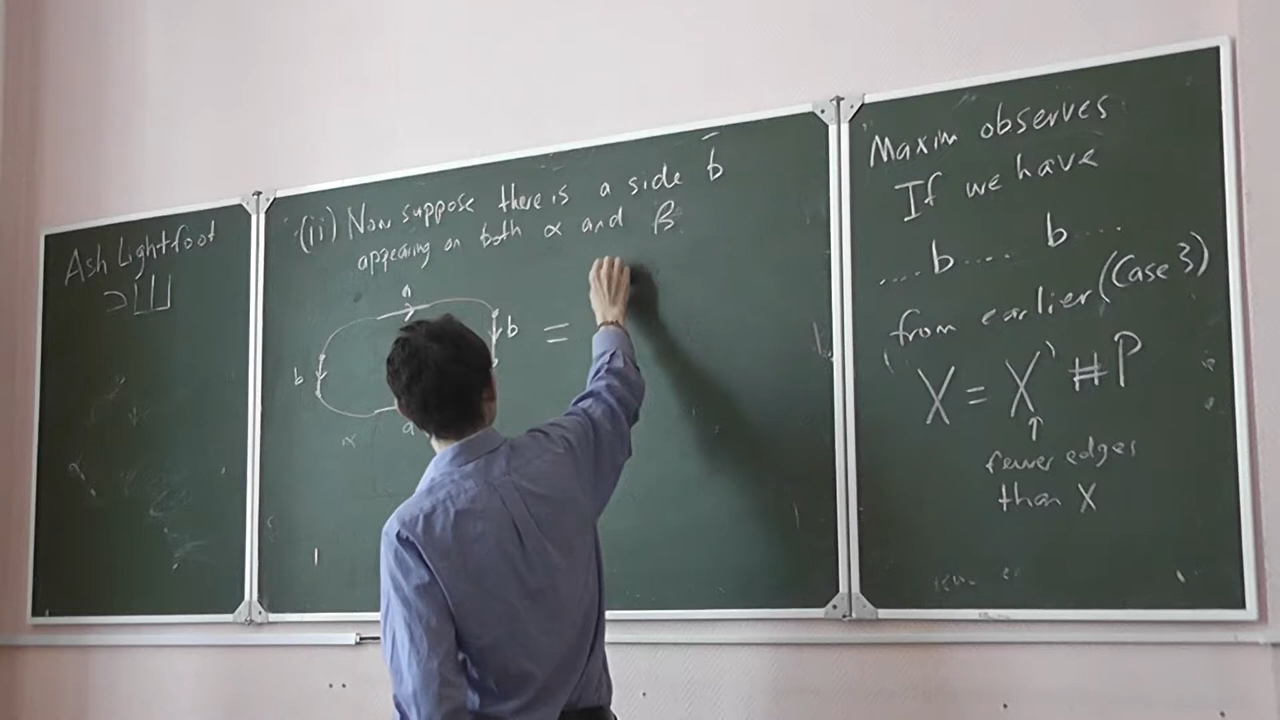 Ash Lightfoot
(ii) Now suppose there is a side b̄
appearing on both α and β.
a
b
b
=
α
a
Maxim observes
If we have
....b.... b...
from earlier (Case 3)
X = X' # P
↑
fewer edges
than X